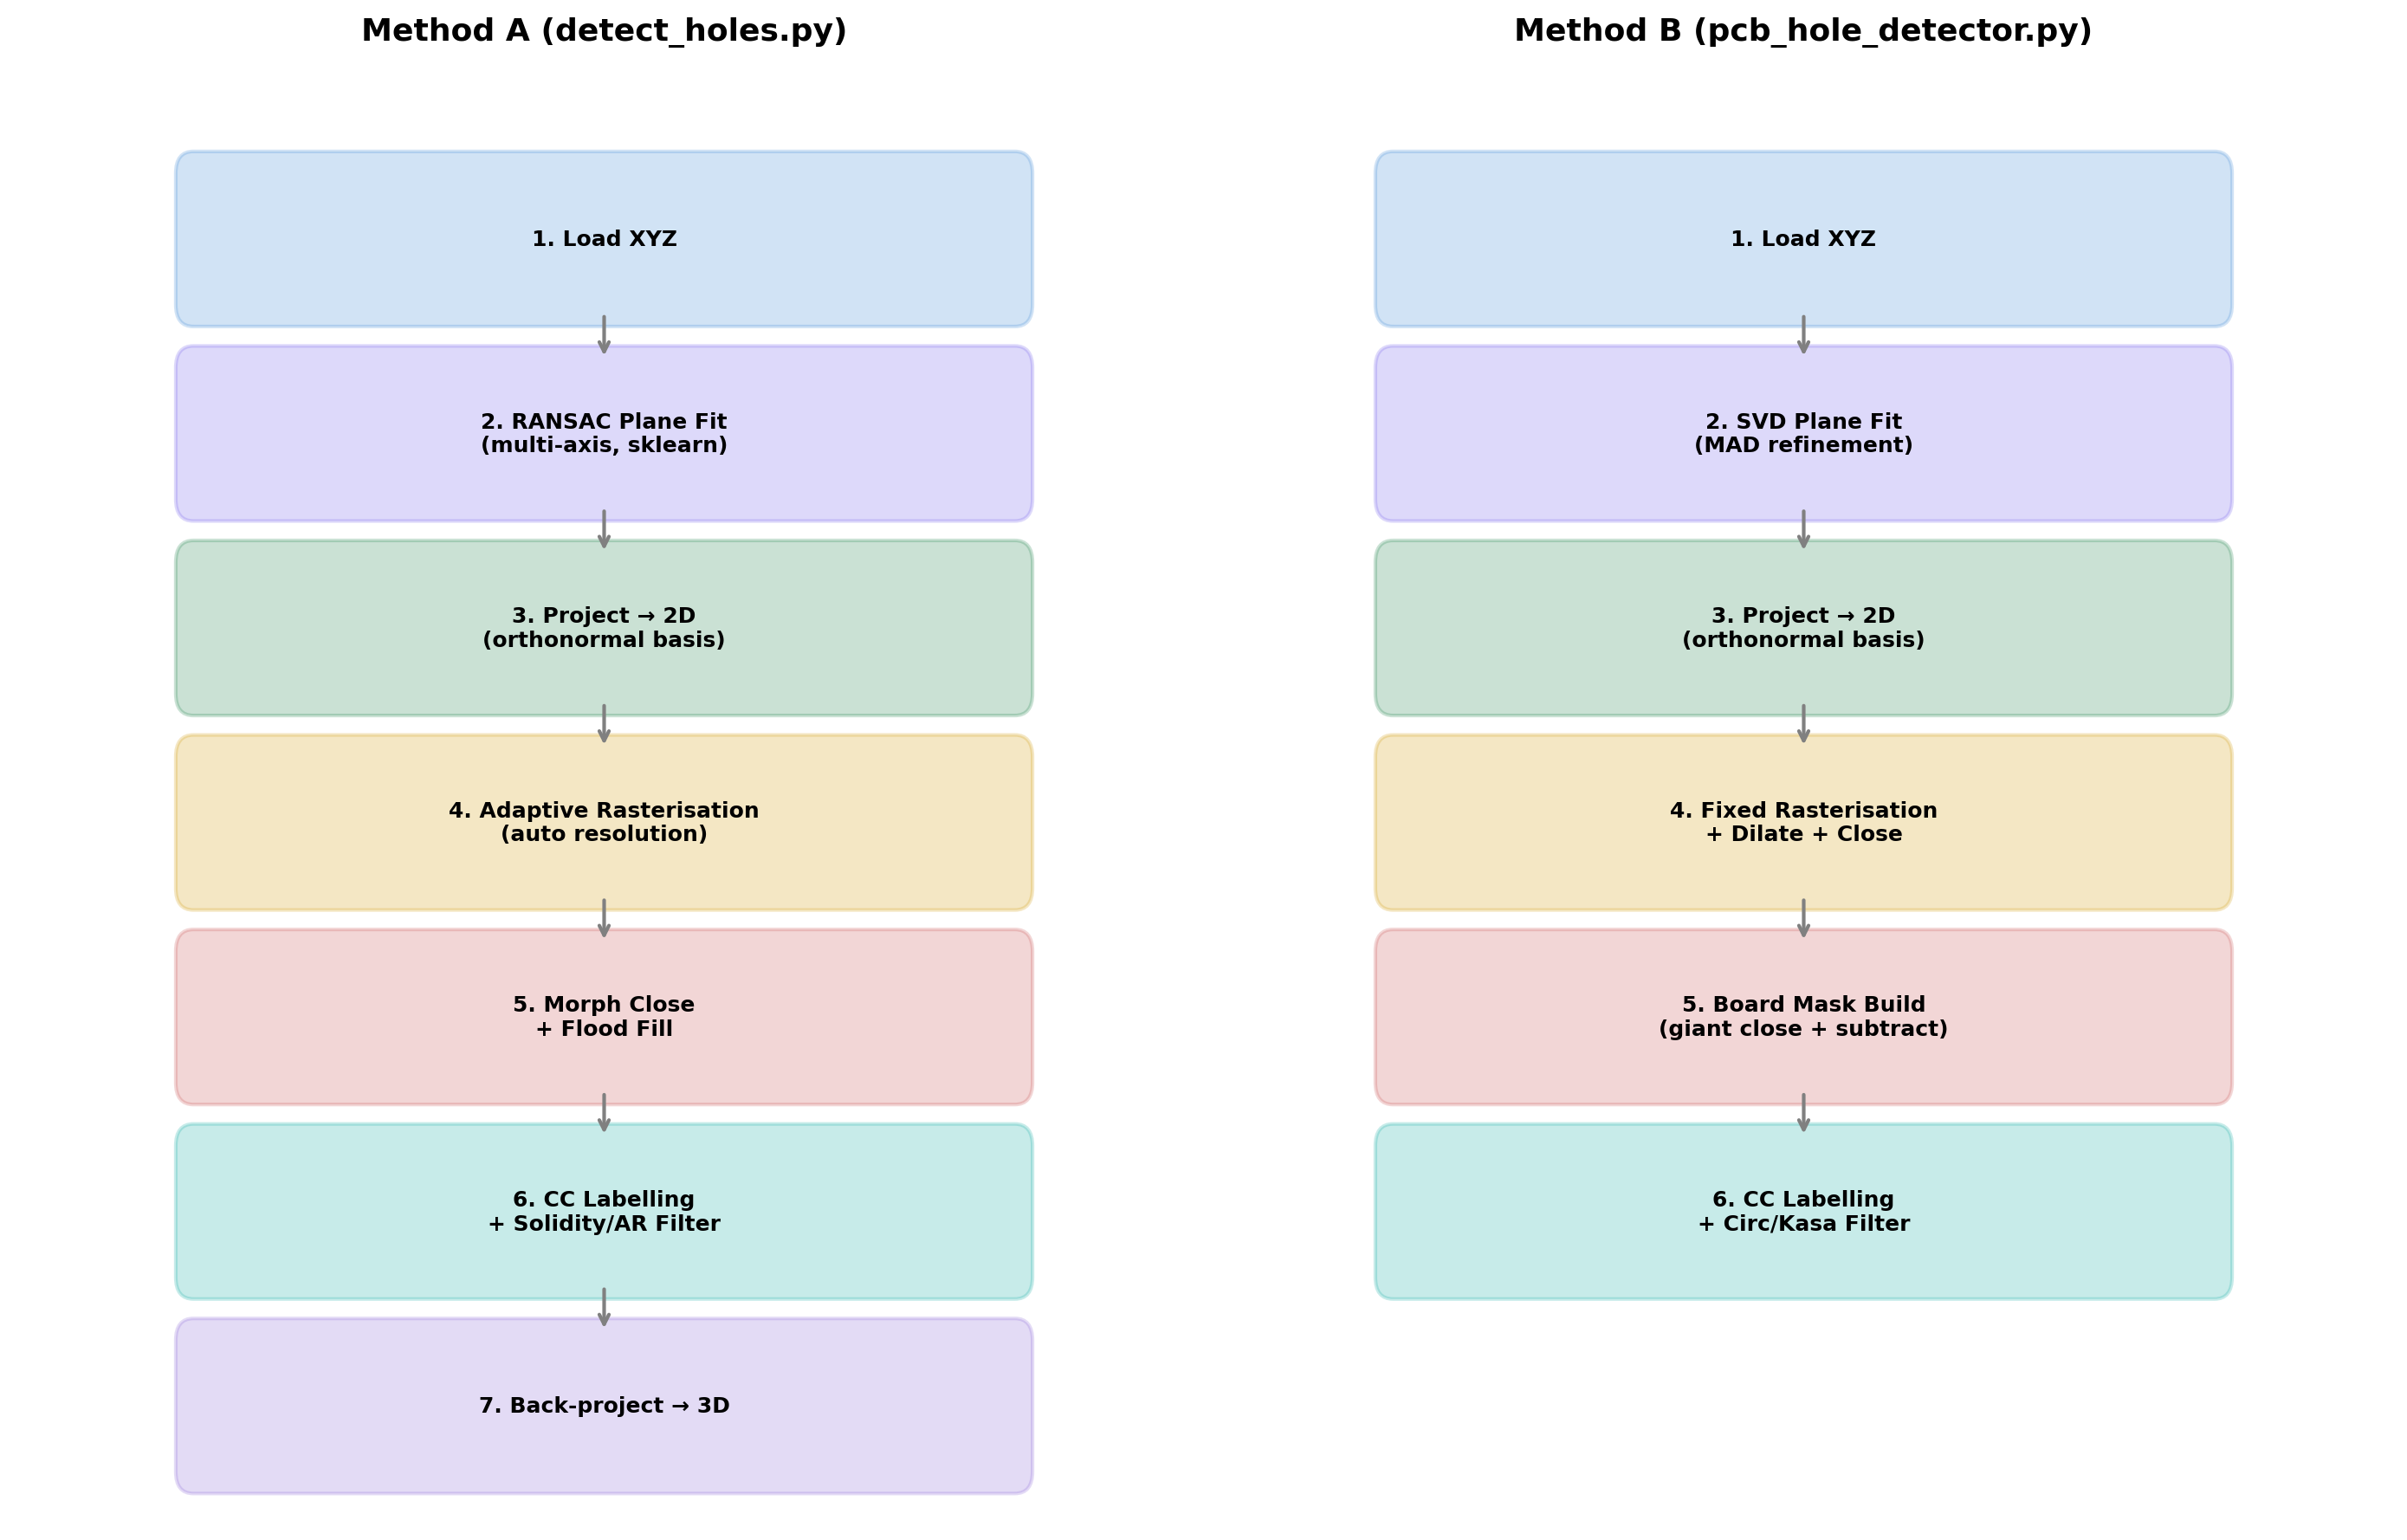 Method A (detect_holes.py)
1. Load XYZ
2. RANSAC Plane Fit
(multi-axis, sklearn)
3. Project → 2D
(orthonormal basis)
4. Adaptive Rasterisation
(auto resolution)
5. Morph Close
+ Flood Fill
6. CC Labelling
+ Solidity/AR Filter
7. Back-project → 3D
Method B (pcb_hole_detector.py)
1. Load XYZ
2. SVD Plane Fit
(MAD refinement)
3. Project → 2D
(orthonormal basis)
4. Fixed Rasterisation
+ Dilate + Close
5. Board Mask Build
(giant close + subtract)
6. CC Labelling
+ Circ/Kasa Filter